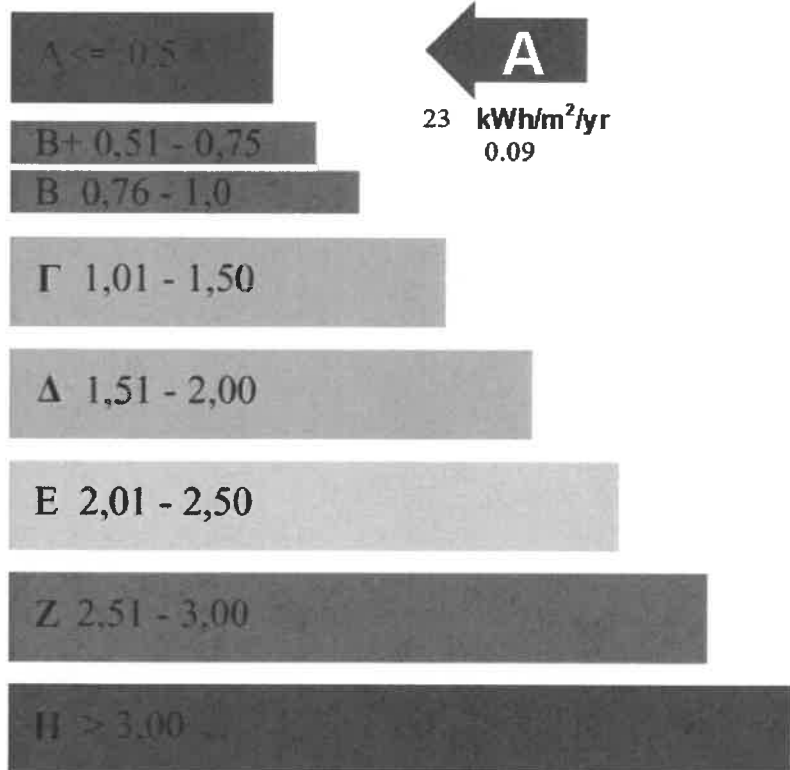 Α <= 0.5
A
23 kWh/m²/yr
0.09
Β+ 0,51 - 0,75
Β 0,76 - 1,0
Γ 1,01 - 1,50
Δ 1,51 - 2,00
Ε 2,01 - 2,50
Ζ 2,51 - 3,00
Η > 3,00